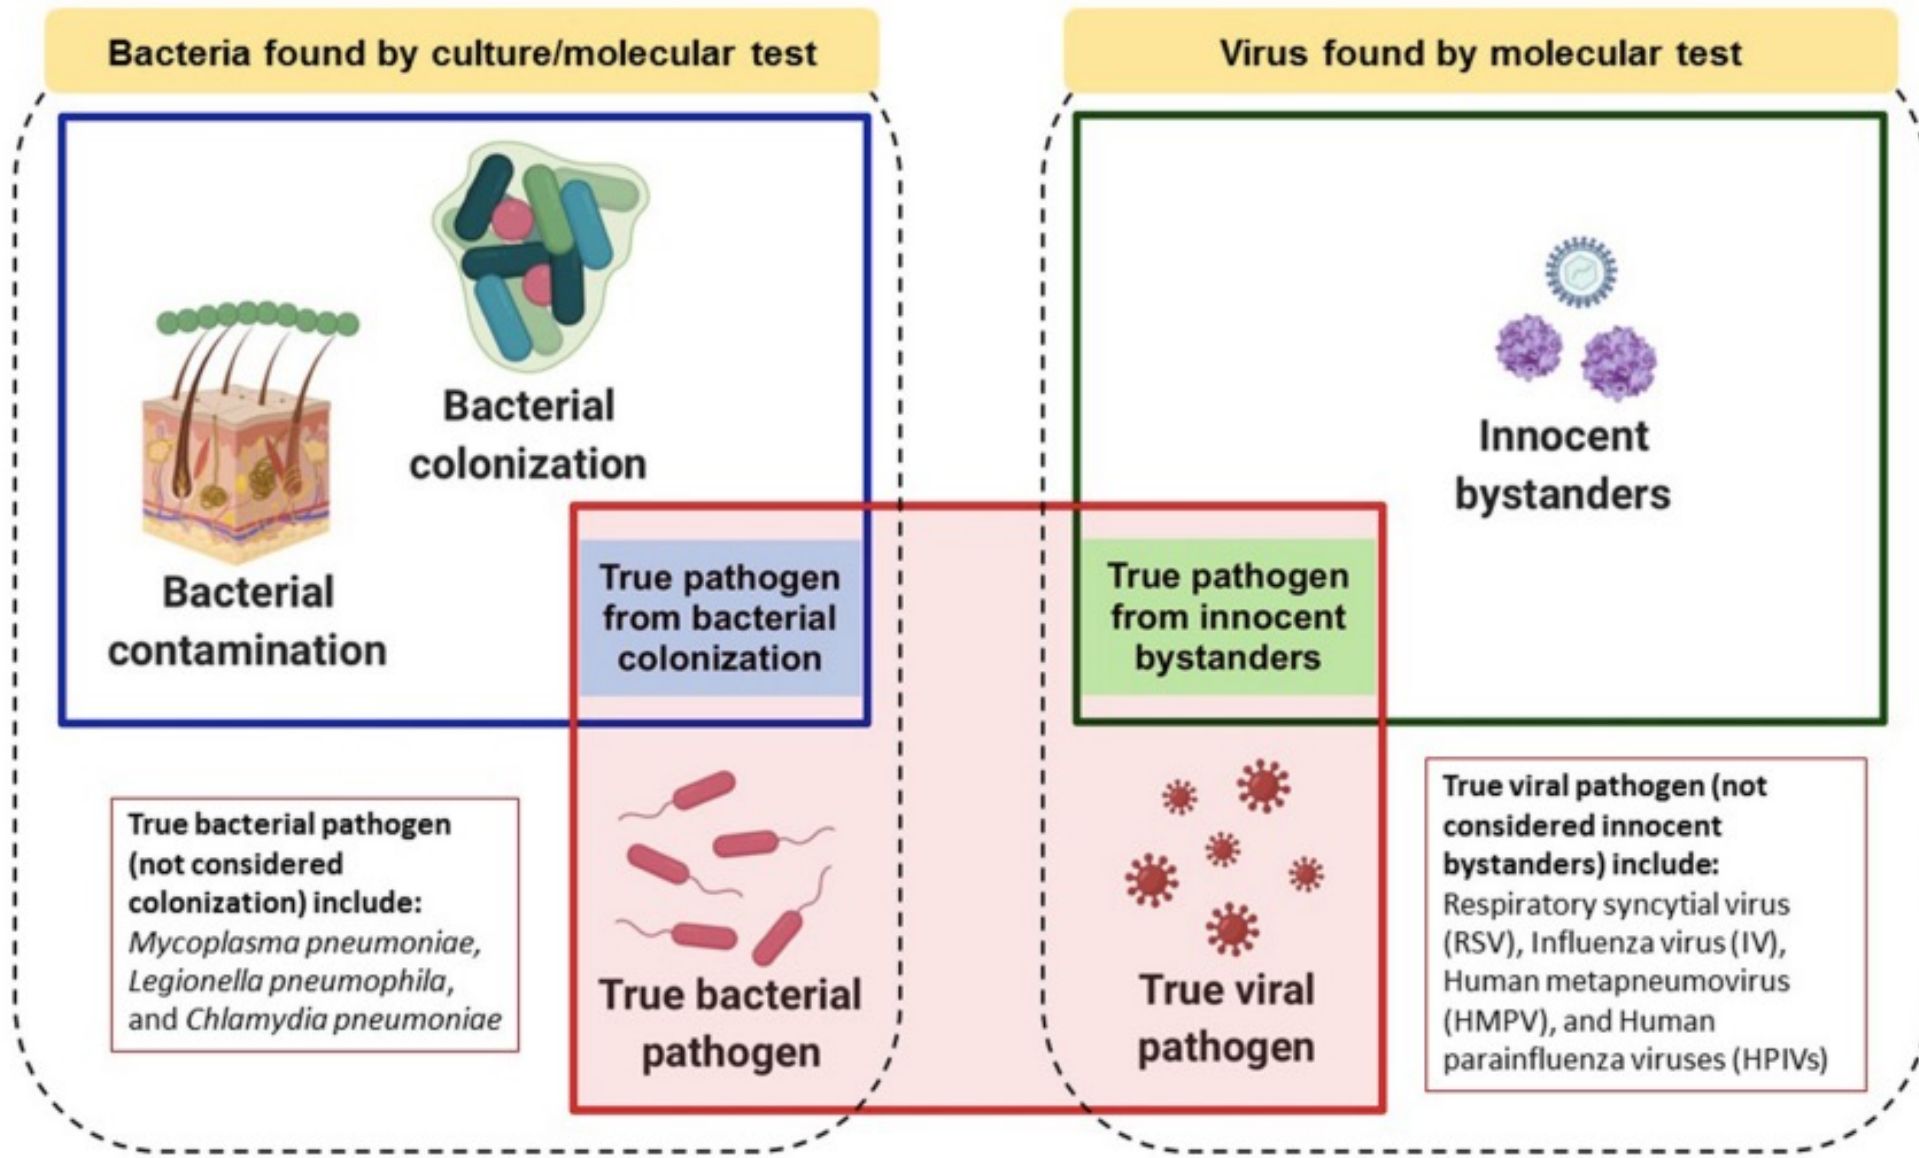 Bacteria found by culture/molecular test
Virus found by molecular test
Bacterial
colonization
Bacterial
contamination
Innocent
bystanders
True pathogen
from bacterial
colonization
True pathogen
from innocent
bystanders
True bacterial pathogen
(not considered
colonization) include:
Mycoplasma pneumoniae,
Legionella pneumophila,
and Chlamydia pneumoniae
True bacterial
pathogen
True viral
pathogen
True viral pathogen (not
considered innocent
bystanders) include:
Respiratory syncytial virus
(RSV), Influenza virus (IV),
Human metapneumovirus
(HMPV), and Human
parainfluenza viruses (HPIVs)